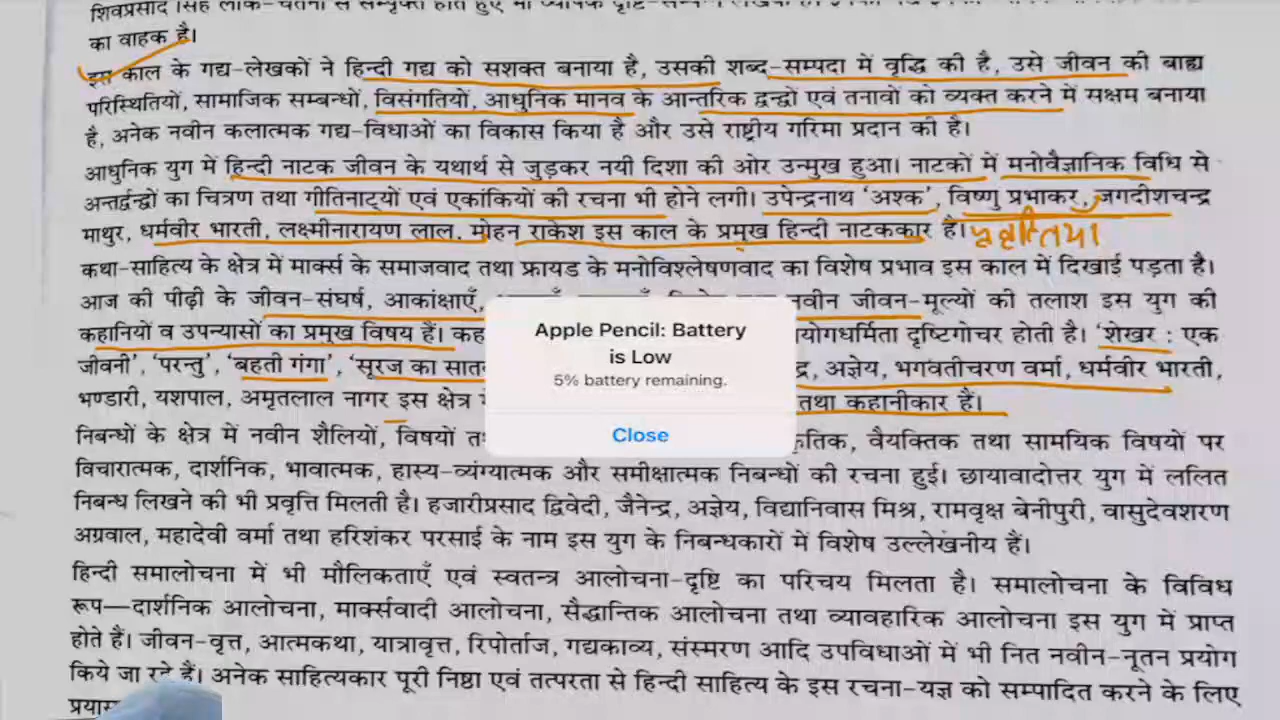 शिवप्रसाद सिंह लोक-चेतना से सम्पृक्त होते हुए भी व्यापक दृष्टि-सम्पन्न
का वाहक है।
इस काल के गद्य-लेखकों ने हिन्दी गद्य को सशक्त बनाया है, उसकी शब्द-सम्पदा में वृद्धि की है, उसे जीवन की बाह्य
परिस्थितियों, सामाजिक सम्बन्धों, विसंगतियों, आधुनिक मानव के आन्तरिक द्वन्द्वों एवं तनावों को व्यक्त करने में सक्षम बनाया
है, अनेक नवीन कलात्मक गद्य-विधाओं का विकास किया है और उसे राष्ट्रीय गरिमा प्रदान की है।
आधुनिक युग में हिन्दी नाटक जीवन के यथार्थ से जुड़कर नयी दिशा की ओर उन्मुख हुआ। नाटकों में मनोवैज्ञानिक विधि से
अन्तर्द्वन्द्वों का चित्रण तथा गीतिनाट्यों एवं एकांकियों की रचना भी होने लगी। उपेन्द्रनाथ ‘अश्क’, विष्णु प्रभाकर, जगदीशचन्द्र
माथुर, धर्मवीर भारती, लक्ष्मीनारायण लाल, मोहन राकेश इस काल के प्रमुख हिन्दी नाटककार है।
कथा-साहित्य के क्षेत्र में मार्क्स के समाजवाद तथा फ्रायड के मनोविश्लेषणवाद का विशेष प्रभाव इस काल में दिखाई पड़ता है।
आज की पीढ़ी के जीवन-संघर्ष, आकांक्षाएँ, नवीन जीवन-मूल्यों की तलाश इस युग की
कहानियों व उपन्यासों का प्रमुख विषय हैं। प्रयोगधर्मिता दृष्टिगोचर होती है। ‘शेखर : एक
जीवनी’ ‘परन्तु’, ‘बहती गंगा’, ‘सूरज का अज्ञेय, भगवतीचरण वर्मा, धर्मवीर भारती,
भण्डारी, यशपाल, अमृतलाल नागर इस क्षेत्र तथा कहानीकार हैं।
Apple Pencil: Battery
is Low
5% battery remaining.
Close
निबन्धों के क्षेत्र में नवीन शैलियों, विषयों वैयक्तिक तथा सामयिक विषयों पर
विचारात्मक, दार्शनिक, भावात्मक, हास्य-व्यंग्यात्मक और समीक्षात्मक निबन्धों की रचना हुई। छायावादोत्तर युग में ललित
निबन्ध लिखने की भी प्रवृत्ति मिलती है। हजारीप्रसाद द्विवेदी, जैनेन्द्र, अज्ञेय, विद्यानिवास मिश्र, रामवृक्ष बेनीपुरी, वासुदेवशरण
अग्रवाल, महादेवी वर्मा तथा हरिशंकर परसाई के नाम इस युग के निबन्धकारों में विशेष उल्लेखनीय हैं।
हिन्दी समालोचना में भी मौलिकताएँ एवं स्वतन्त्र आलोचना-दृष्टि का परिचय मिलता है। समालोचना के विविध
रूप—दार्शनिक आलोचना, मार्क्सवादी आलोचना, सैद्धान्तिक आलोचना तथा व्यावहारिक आलोचना इस युग में प्राप्त
होते हैं। जीवन-वृत्त, आत्मकथा, यात्रावृत्त, रिपोर्ताज, गद्यकाव्य, संस्मरण आदि उपविधाओं में भी नित नवीन-नूतन प्रयोग
किये जा रहे हैं। अनेक साहित्यकार पूरी निष्ठा एवं तत्परता से हिन्दी साहित्य के इस रचना-यज्ञ को सम्पादित करने के लिए